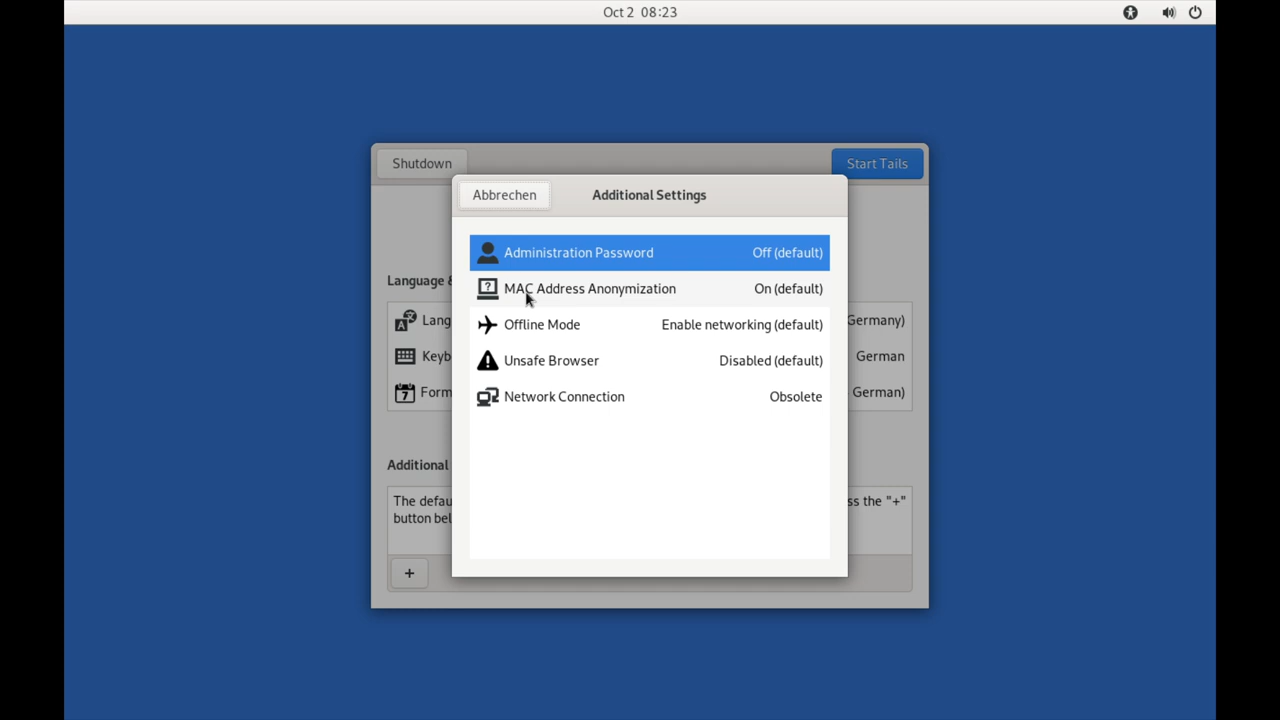 Oct 2 08:23
Shutdown
Start Tails
Abbrechen
Additional Settings
Administration Password Off (default)
MAC Address Anonymization On (default)
Offline Mode Enable networking (default)
Unsafe Browser Disabled (default)
Network Connection Obsolete
Language
Lang Germany)
Keyb German
Form German)
Additional
The defau ss the "+"
button bel
+